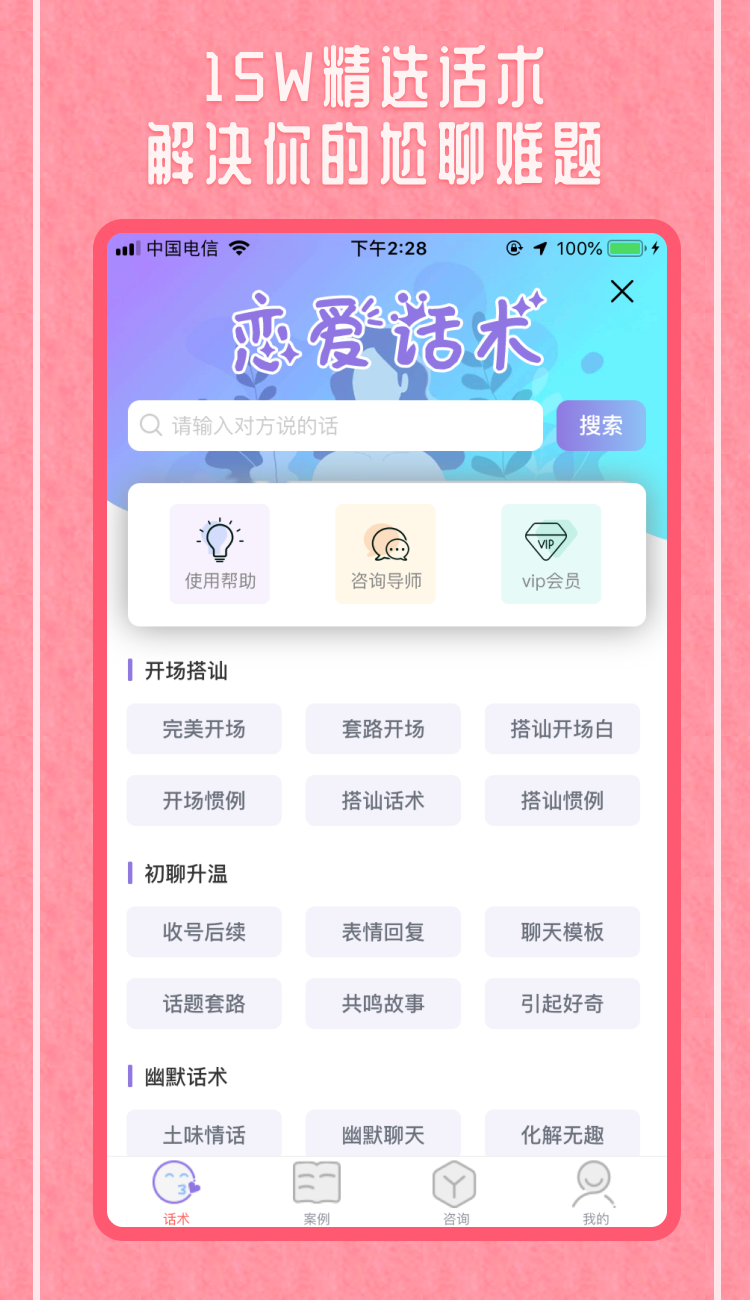 15W精选话术
解决你的尬聊难题
中国电信 下午2:28 100%
恋爱话术
请输入对方说的话 搜索
VIP
使用帮助 咨询导师 vip会员
开场搭讪
完美开场 套路开场 搭讪开场白
开场惯例 搭讪话术 搭讪惯例
初聊升温
收号后续 表情回复 聊天模板
话题套路 共鸣故事 引起好奇
幽默话术
土味情话 幽默聊天 化解无趣
话术 案例 咨询 我的